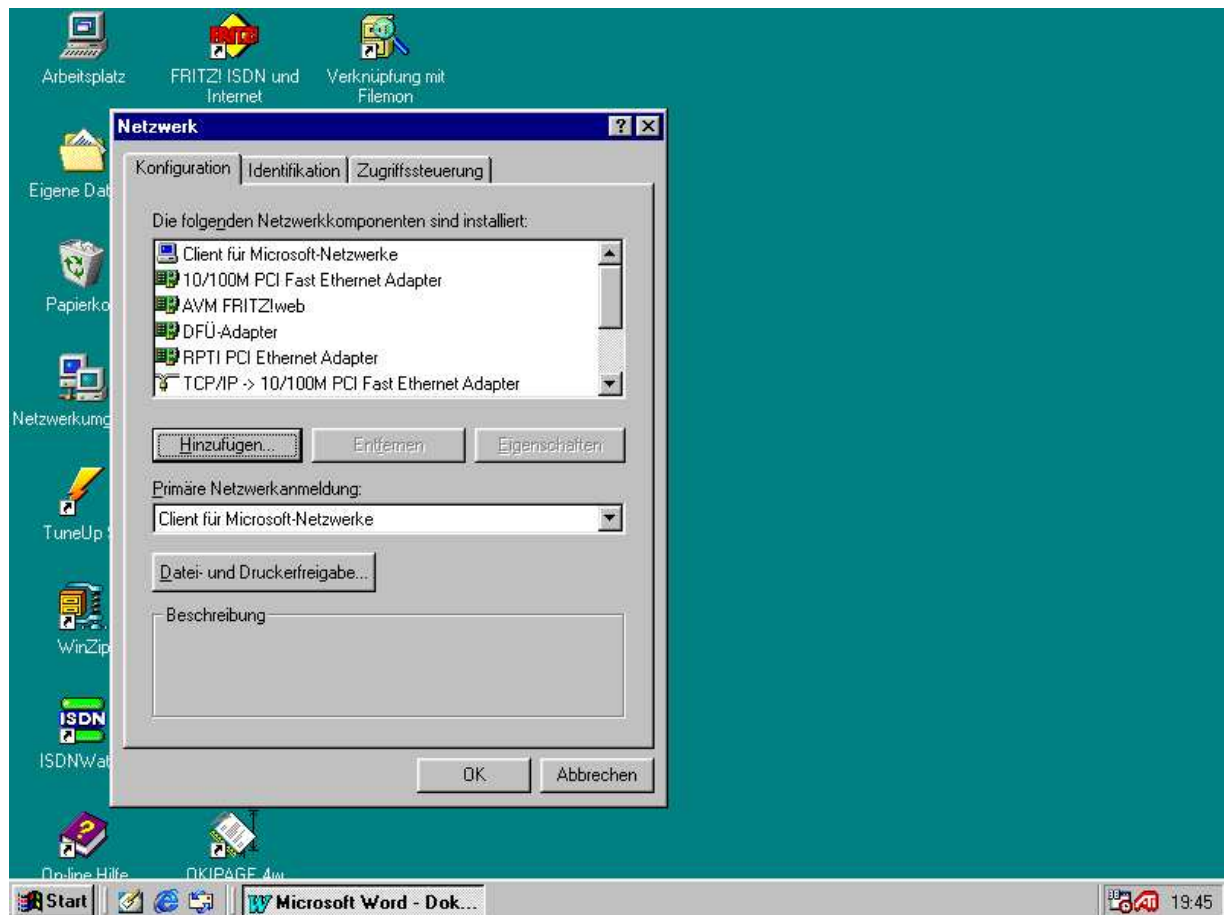 Arbeitsplatz
FRITZ! ISDN und
Internet
Verknüpfung mit
Filemon
Netzwerk
Konfiguration
Identifikation
Zugriffssteuerung
Eigene Dat
Die folgenden Netzwerkkomponenten sind installiert:
Client für Microsoft-Netzwerke
10/100M PCI Fast Ethernet Adapter
AVM FRITZ!web
DFÜ-Adapter
RPTI PCI Ethernet Adapter
TCP/IP -> 10/100M PCI Fast Ethernet Adapter
Papierko
Netzwerkumg
Hinzufügen...
Entfernen
Eigenschaften
Primäre Netzwerkanmeldung:
Client für Microsoft-Netzwerke
TuneUp
Datei- und Druckerfreigabe...
Beschreibung
WinZip
ISDN
ISDNWat
OK
Abbrechen
On-line Hilfe
OKIPAGE 4w
Start
Microsoft Word - Dok...
19:45